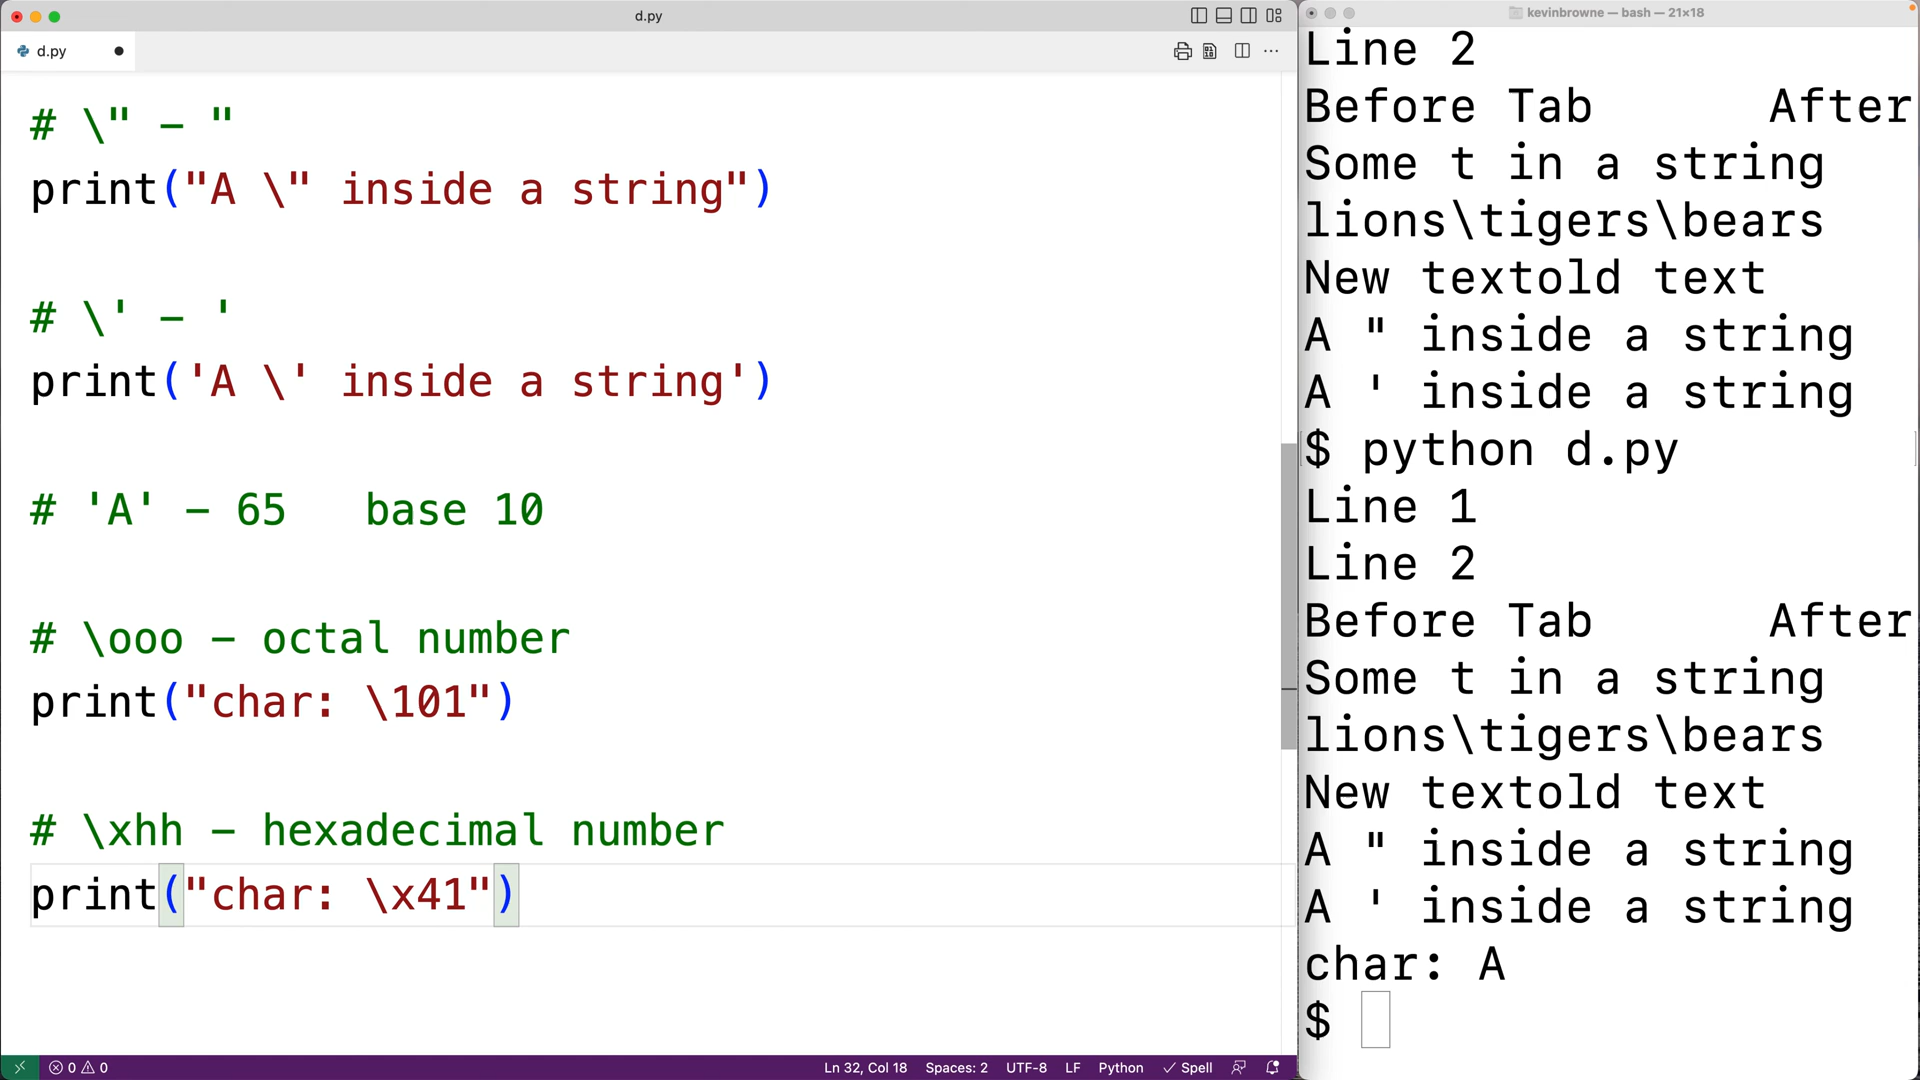 d.py
d.py
# \" - "
print("A \" inside a string")
# \' - '
print('A \' inside a string')
# 'A' - 65   base 10
# \ooo - octal number
print("char: \101")
# \xhh - hexadecimal number
print("char: \x41")
0 0
Ln 32, Col 18
Spaces: 2
UTF-8
LF
Python
Spell
kevinbrowne — bash — 21×18
Line 2
Before Tab      After
Some t in a string
lions\tigers\bears
New textold text
A " inside a string
A ' inside a string
$ python d.py
Line 1
Line 2
Before Tab      After
Some t in a string
lions\tigers\bears
New textold text
A " inside a string
A ' inside a string
char: A
$